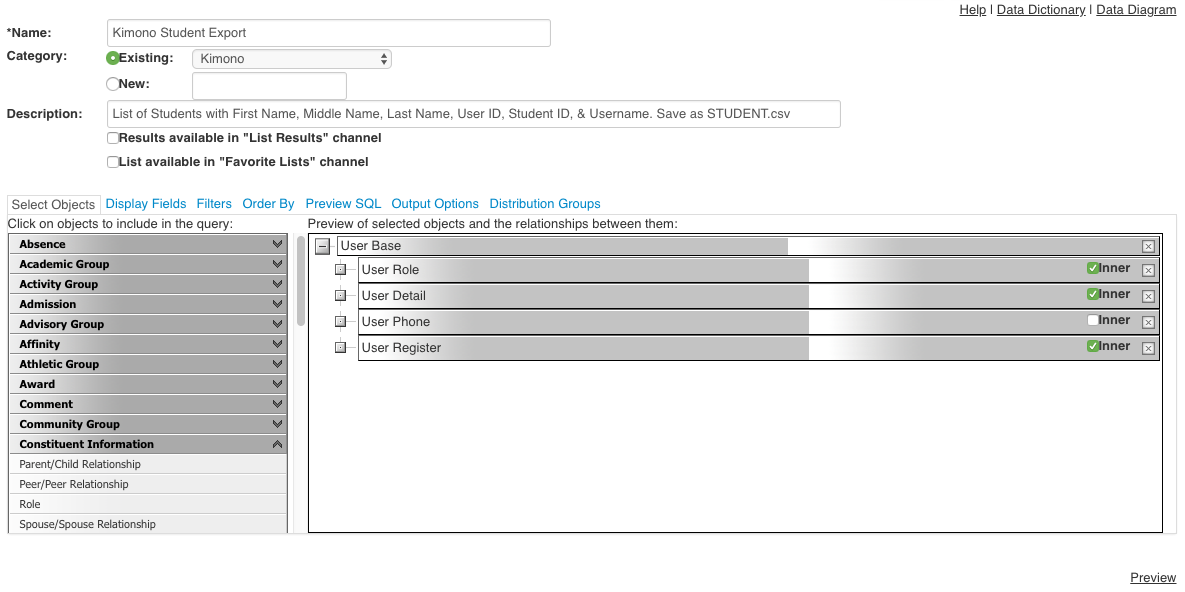 Help | Data Dictionary | Data Diagram
*Name: Kimono Student Export
Category: Existing: Kimono
New:
Description: List of Students with First Name, Middle Name, Last Name, User ID, Student ID, & Username. Save as STUDENT.csv
Results available in "List Results" channel
List available in "Favorite Lists" channel
Select Objects Display Fields Filters Order By Preview SQL Output Options Distribution Groups
Click on objects to include in the query:
Absence
Academic Group
Activity Group
Admission
Advisory Group
Affinity
Athletic Group
Award
Comment
Community Group
Constituent Information
Parent/Child Relationship
Peer/Peer Relationship
Role
Spouse/Spouse Relationship
Preview of selected objects and the relationships between them:
User Base
User Role Inner
User Detail Inner
User Phone Inner
User Register Inner
Preview